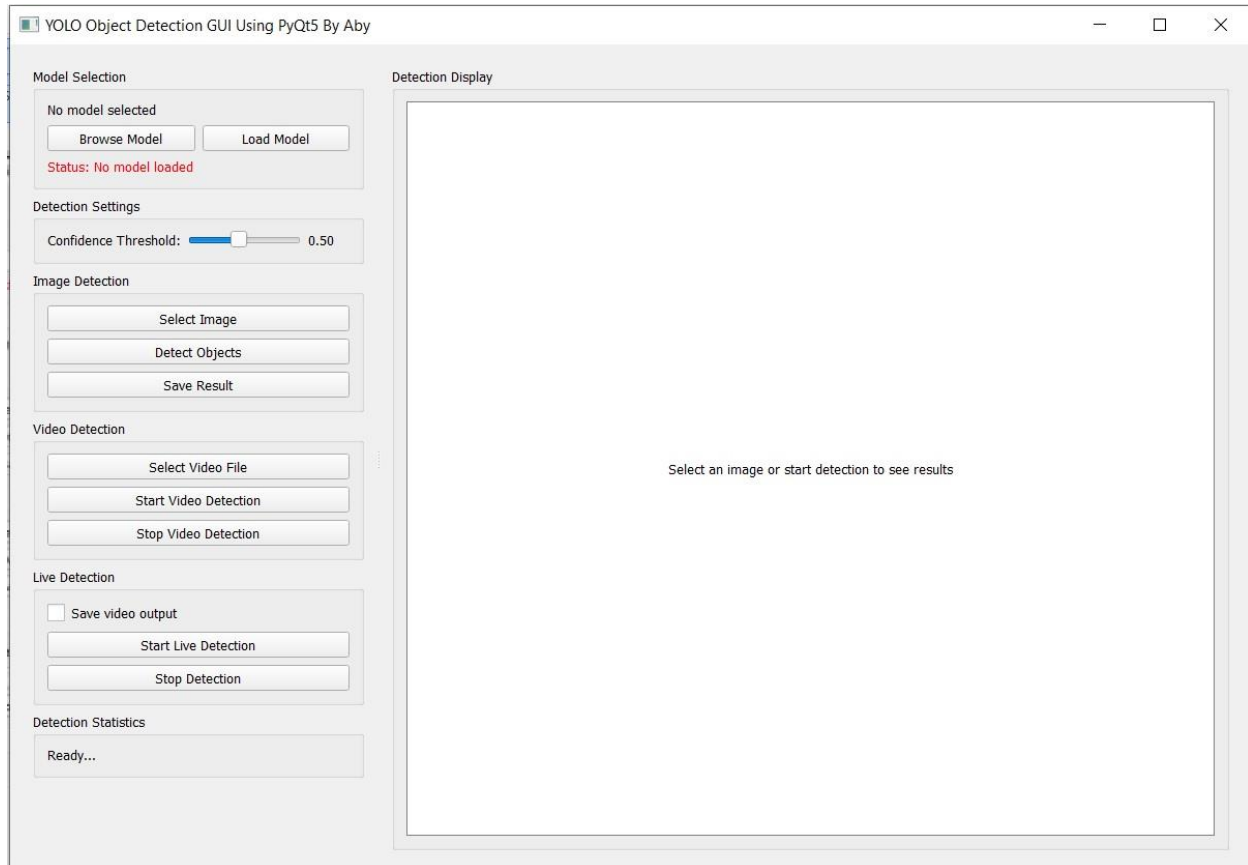 YOLO Object Detection GUI Using PyQt5 By Aby
Model Selection
No model selected
Browse Model
Load Model
Status: No model loaded
Detection Settings
Confidence Threshold:
0.50
Image Detection
Select Image
Detect Objects
Save Result
Video Detection
Select Video File
Start Video Detection
Stop Video Detection
Live Detection
Save video output
Start Live Detection
Stop Detection
Detection Statistics
Ready...
Detection Display
Select an image or start detection to see results